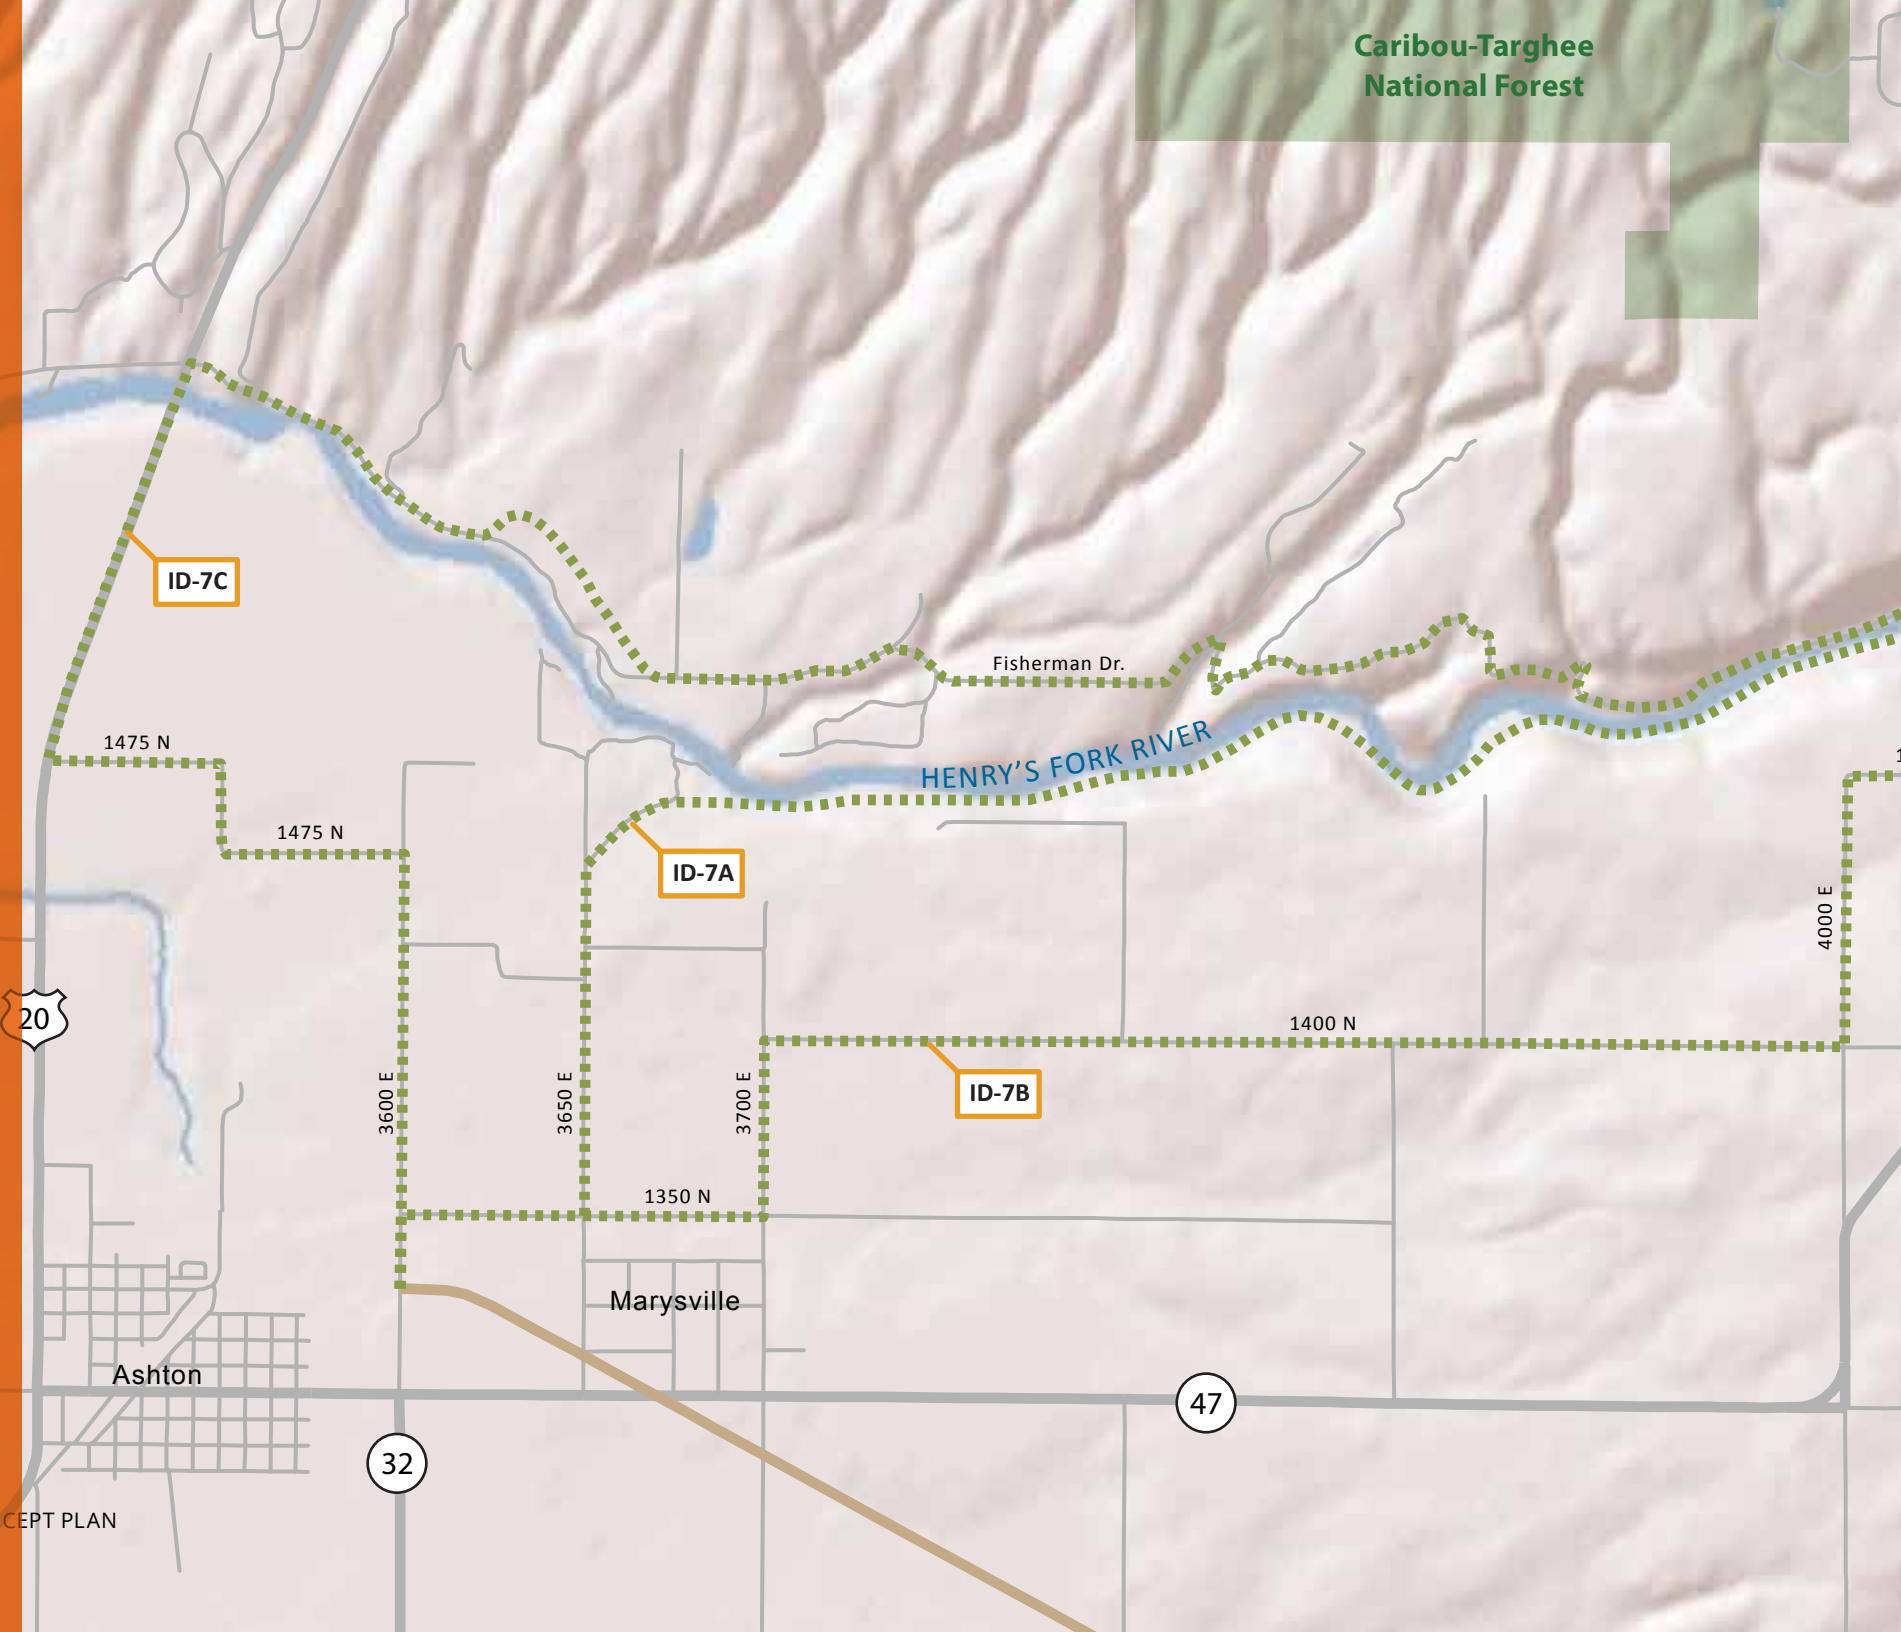 Caribou-Targhee
National Forest
ID-7C
Fisherman Dr.
HENRY'S FORK RIVER
1475 N
1475 N
ID-7A
4000 E
20
1400 N
3600 E
3650 E
3700 E
ID-7B
1350 N
Marysville
Ashton
47
32
CEPT PLAN
1